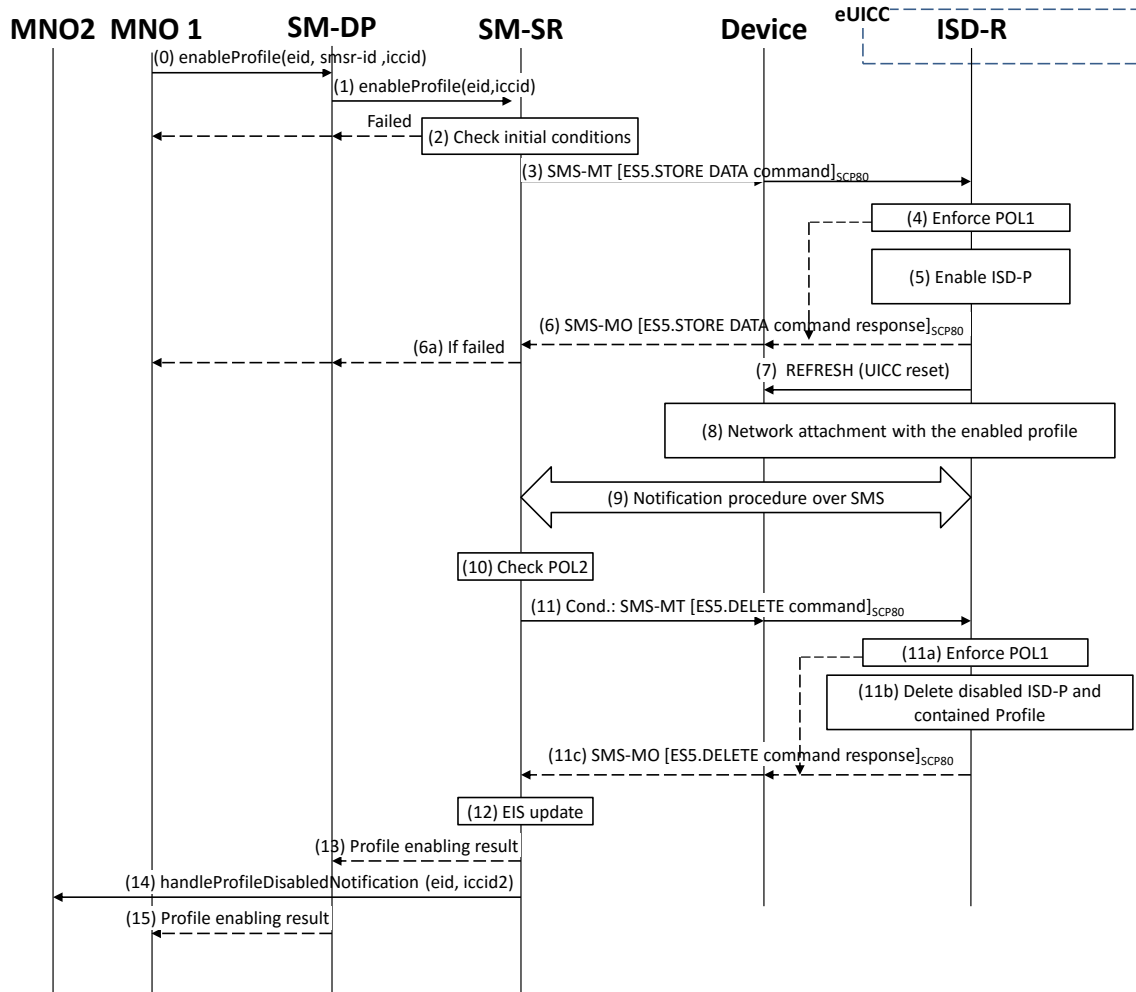 eUICC
MNO2 MNO 1 SM-DP SM-SR Device ISD-R
(0) enableProfile(eid, smsr-id ,iccid)
(1) enableProfile(eid,iccid)
Failed
(2) Check initial conditions
(3) SMS-MT [ES5.STORE DATA command]SCP80
(4) Enforce POL1
(5) Enable ISD-P
(6) SMS-MO [ES5.STORE DATA command response]SCP80
(6a) If failed
(7) REFRESH (UICC reset)
(8) Network attachment with the enabled profile
(9) Notification procedure over SMS
(10) Check POL2
(11) Cond.: SMS-MT [ES5.DELETE command]SCP80
(11a) Enforce POL1
(11b) Delete disabled ISD-P and
contained Profile
(11c) SMS-MO [ES5.DELETE command response]SCP80
(12) EIS update
(13) Profile enabling result
(14) handleProfileDisabledNotification (eid, iccid2)
(15) Profile enabling result